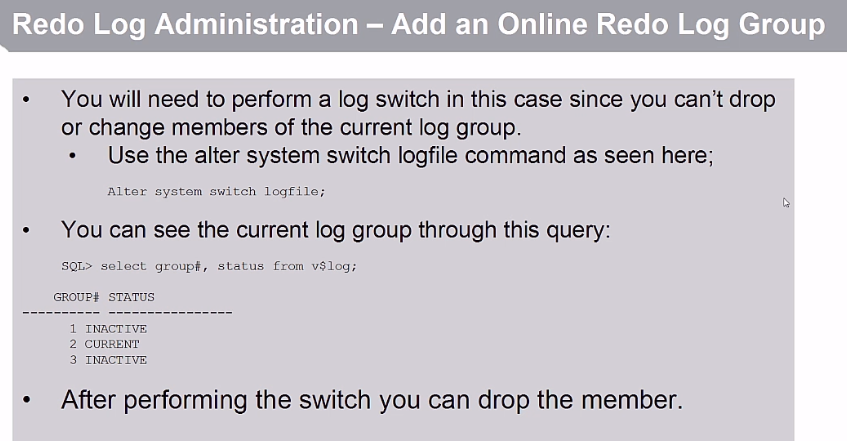 Redo Log Administration – Add an Online Redo Log Group
• You will need to perform a log switch in this case since you can't drop
or change members of the current log group.
• Use the alter system switch logfile command as seen here;
Alter system switch logfile;
• You can see the current log group through this query:
SQL> select group#, status from v$log;
GROUP# STATUS
---------- ----------------
1 INACTIVE
2 CURRENT
3 INACTIVE
• After performing the switch you can drop the member.